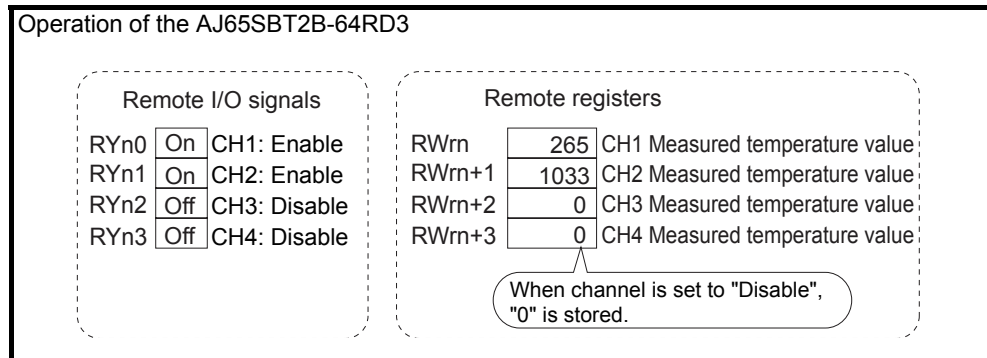 Operation of the AJ65SBT2B-64RD3
Remote I/O signals
RYn0 On CH1: Enable
RYn1 On CH2: Enable
RYn2 Off CH3: Disable
RYn3 Off CH4: Disable
Remote registers
RWrn 265 CH1 Measured temperature value
RWrn+1 1033 CH2 Measured temperature value
RWrn+2 0 CH3 Measured temperature value
RWrn+3 0 CH4 Measured temperature value
When channel is set to "Disable",
"0" is stored.